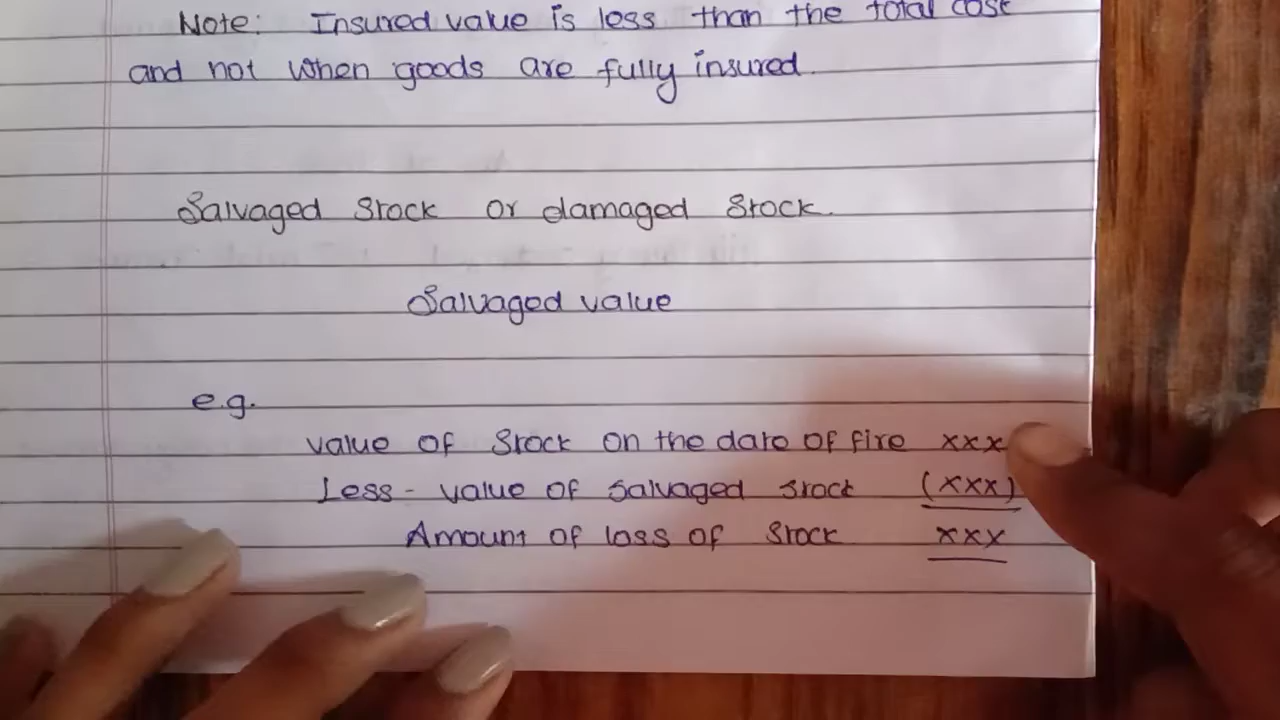 Note: Insured value is less than the total cost
and not when goods are fully insured.
Salvaged Stock or damaged Stock.
Salvaged value
e.g.
value of Stock on the date of fire xxx
Less - value of Salvaged Stock (xxx)
Amount of loss of Stock xxx